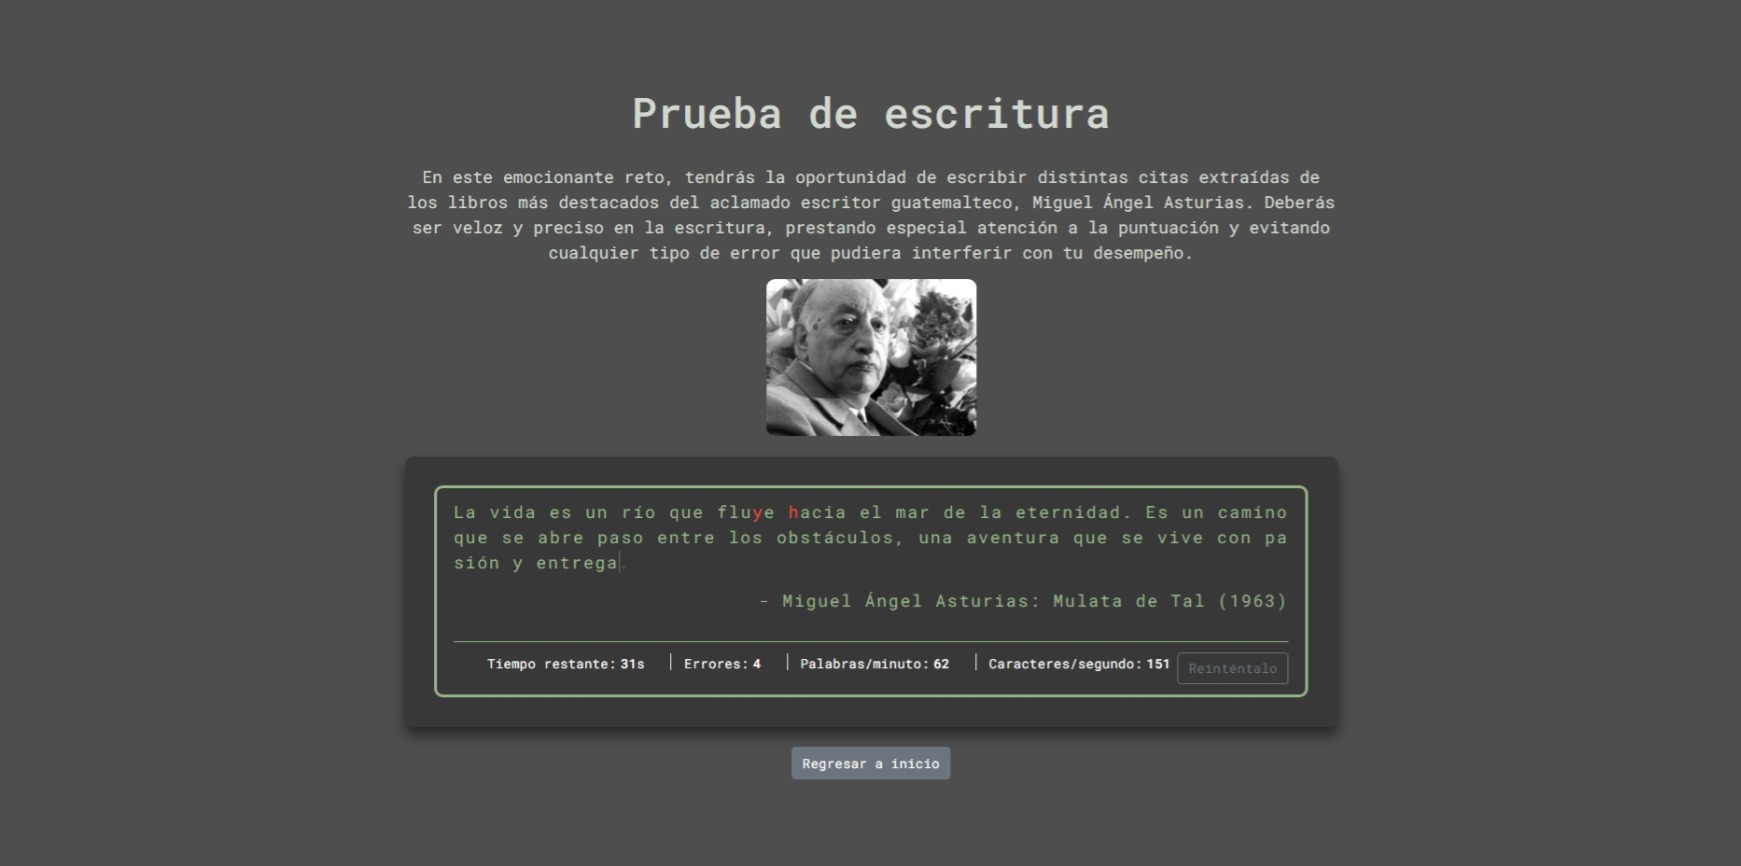 Prueba de escritura
En este emocionante reto, tendrás la oportunidad de escribir distintas citas extraídas de
los libros más destacados del aclamado escritor guatemalteco, Miguel Ángel Asturias. Deberás
ser veloz y preciso en la escritura, prestando especial atención a la puntuación y evitando
cualquier tipo de error que pudiera interferir con tu desempeño.
La vida es un río que fluye hacia el mar de la eternidad. Es un camino
que se abre paso entre los obstáculos, una aventura que se vive con pa
sión y entrega.
- Miguel Ángel Asturias: Mulata de Tal (1963)
Tiempo restante: 31s | Errores: 4 | Palabras/minuto: 62 | Caracteres/segundo: 151 Reinténtalo
Regresar a inicio